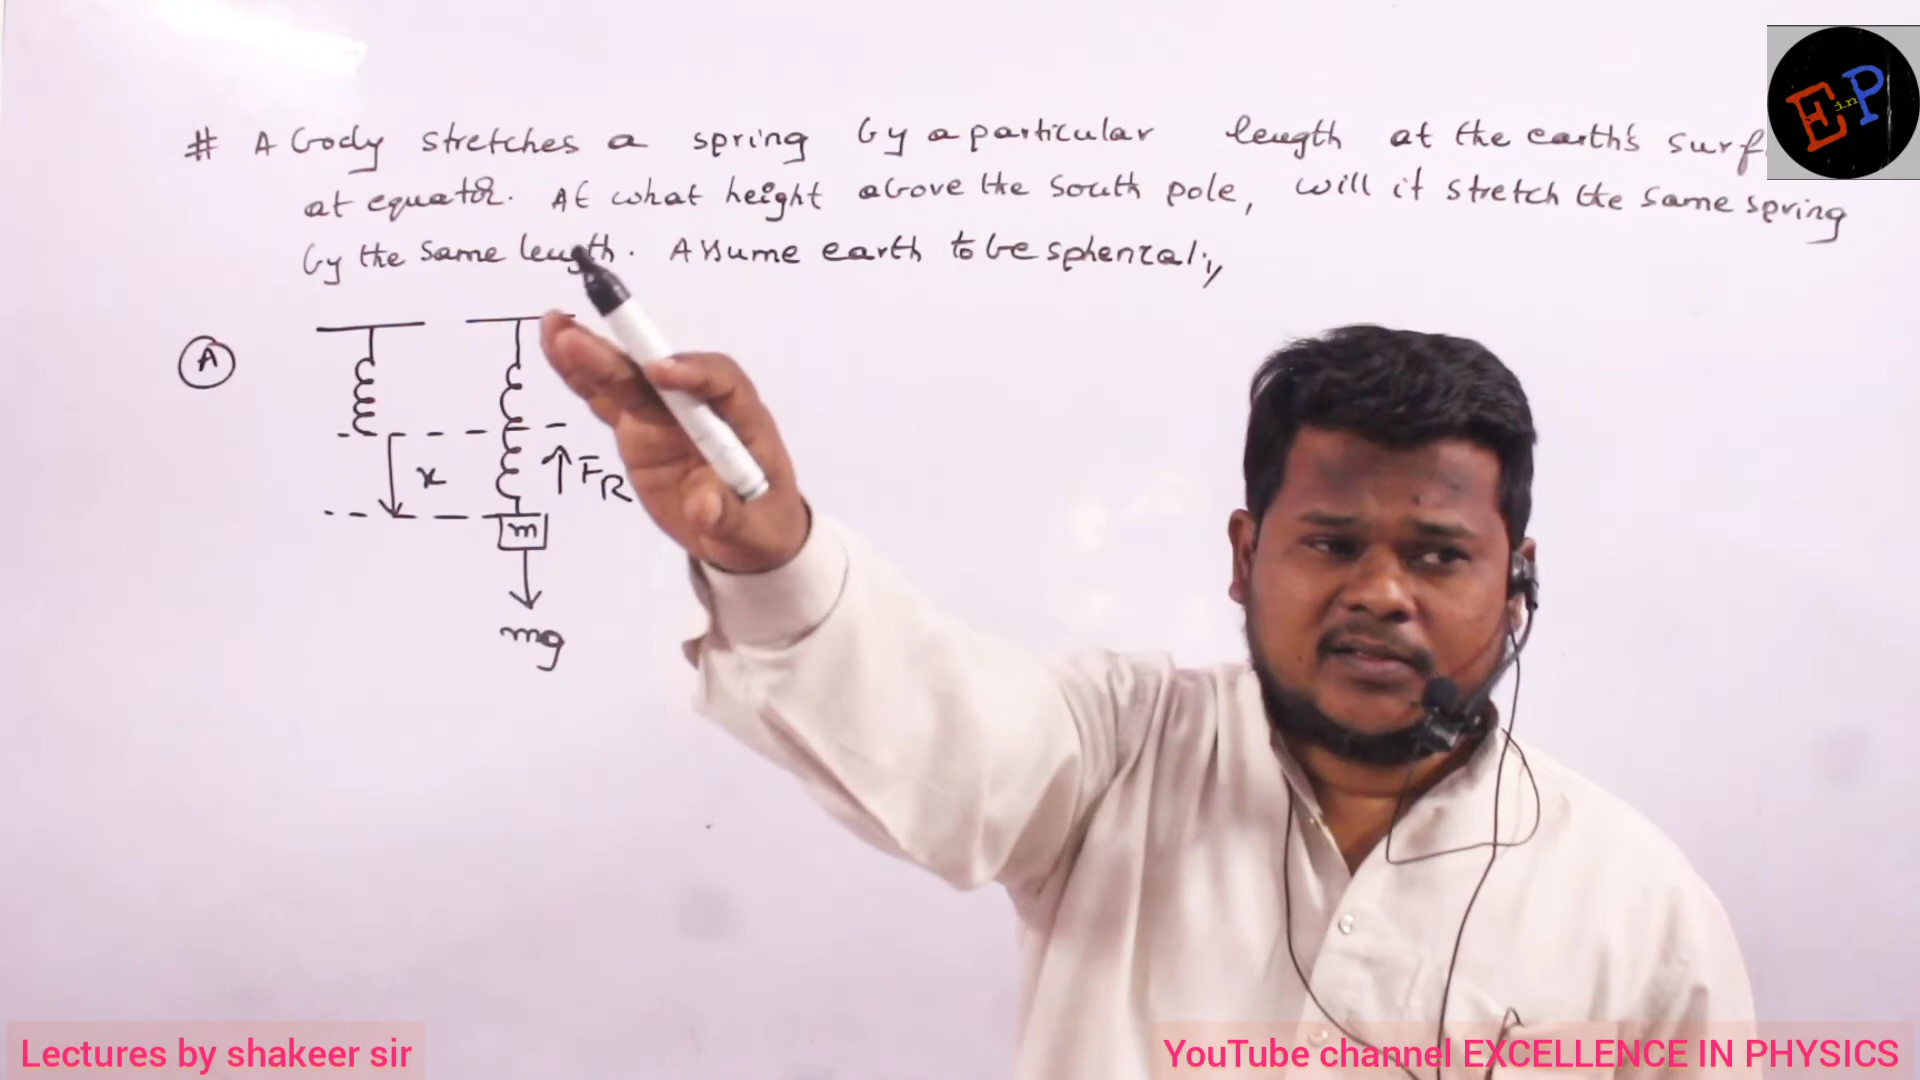 # A body stretches a spring by a particular length at the earth's surf
at equator. At what height above the south pole, will it stretch the same spring
by the same length. Assume earth to be spherical.
A
x
F_R
m
mg
E in P
Lectures by shakeer sir
YouTube channel EXCELLENCE IN PHYSICS